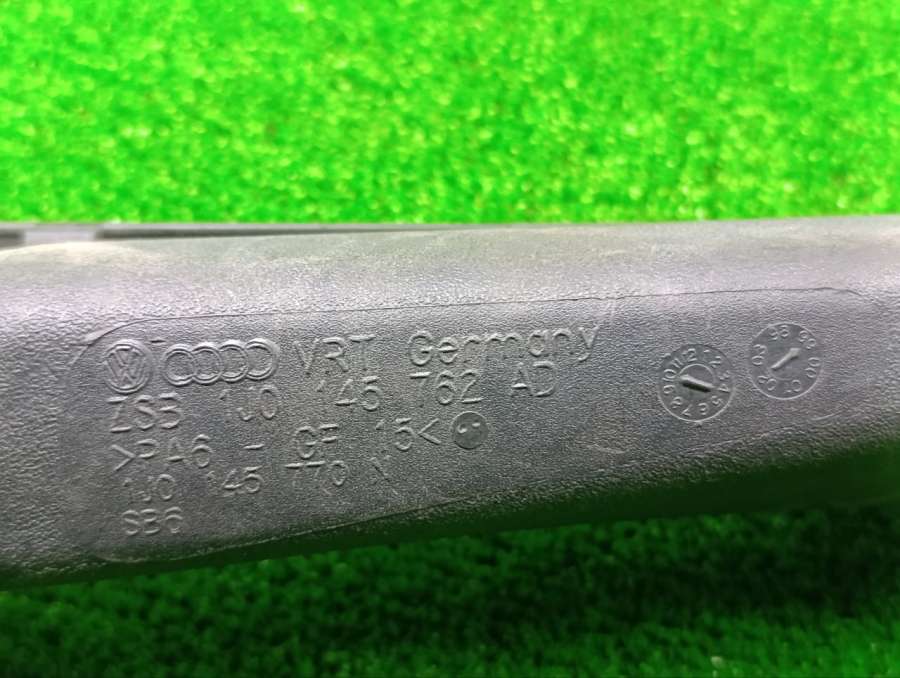 VRT Germany
ZSB 1J0 145 762 AD
>PA6 - GF 15<
1J0 145 770 N
SB6